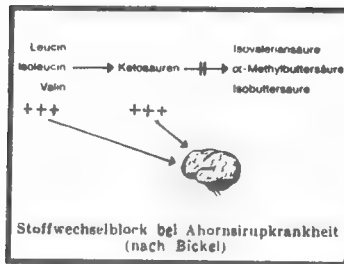 Leucin Isovaleriansäure
Isoleucin Ketosäuren α-Methylbuttersäure
Valin Isobuttersäure
+++ +++
Stoffwechselblock bei Ahornsirupkrankheit
(nach Bickel)